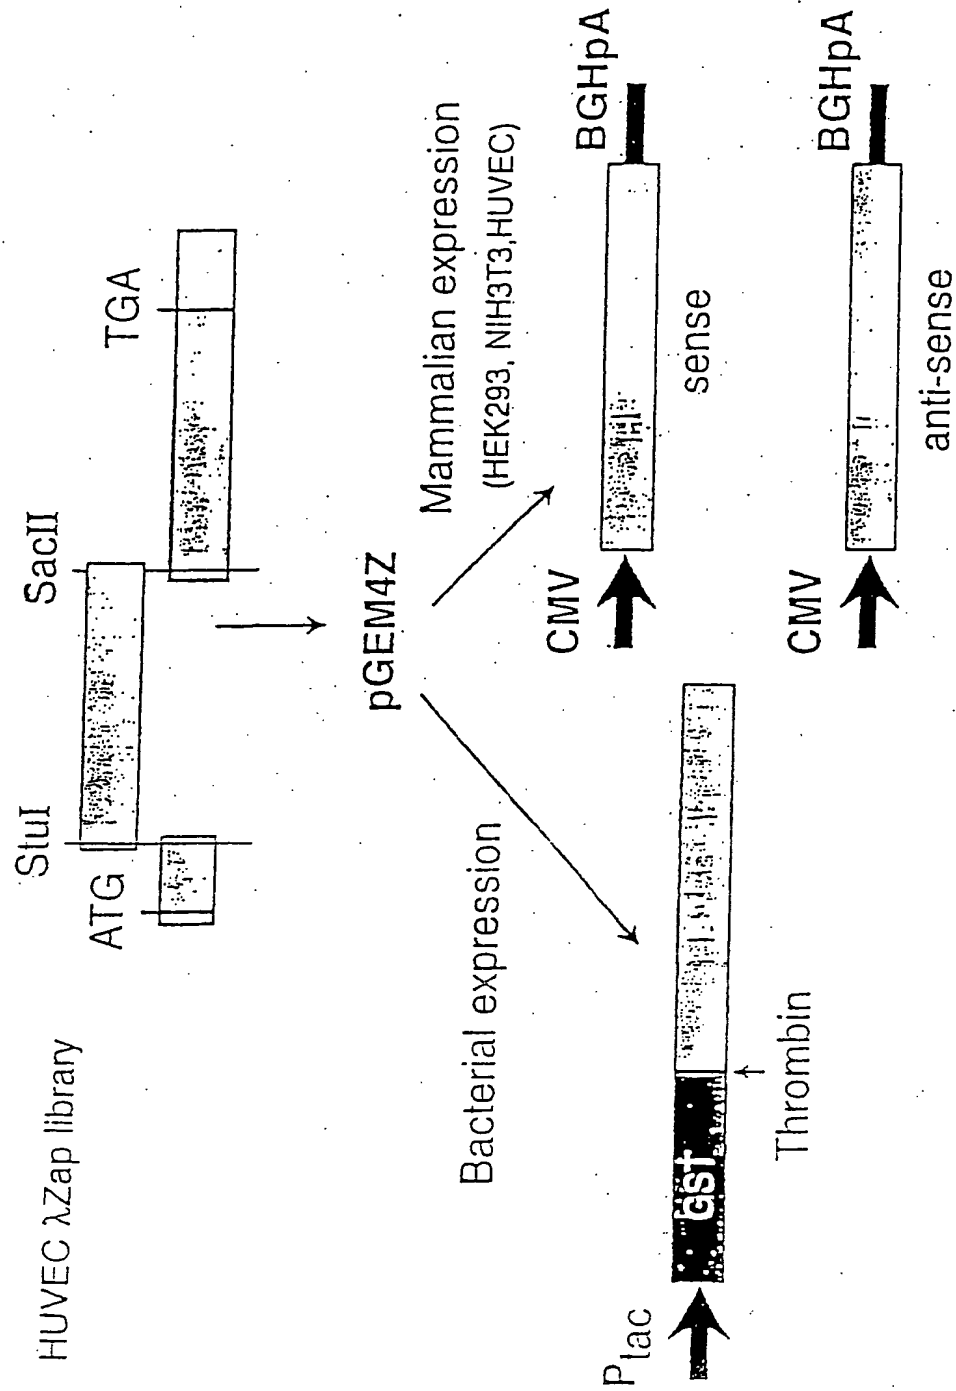 HUVEC λZap library
StuI
SacII
ATG
TGA
pGEM4Z
Bacterial expression
Mammalian expression
(HEK293, NIH3T3,HUVEC)
Ptac
GST
Thrombin
CMV
BGHpA
sense
CMV
BGHpA
anti-sense